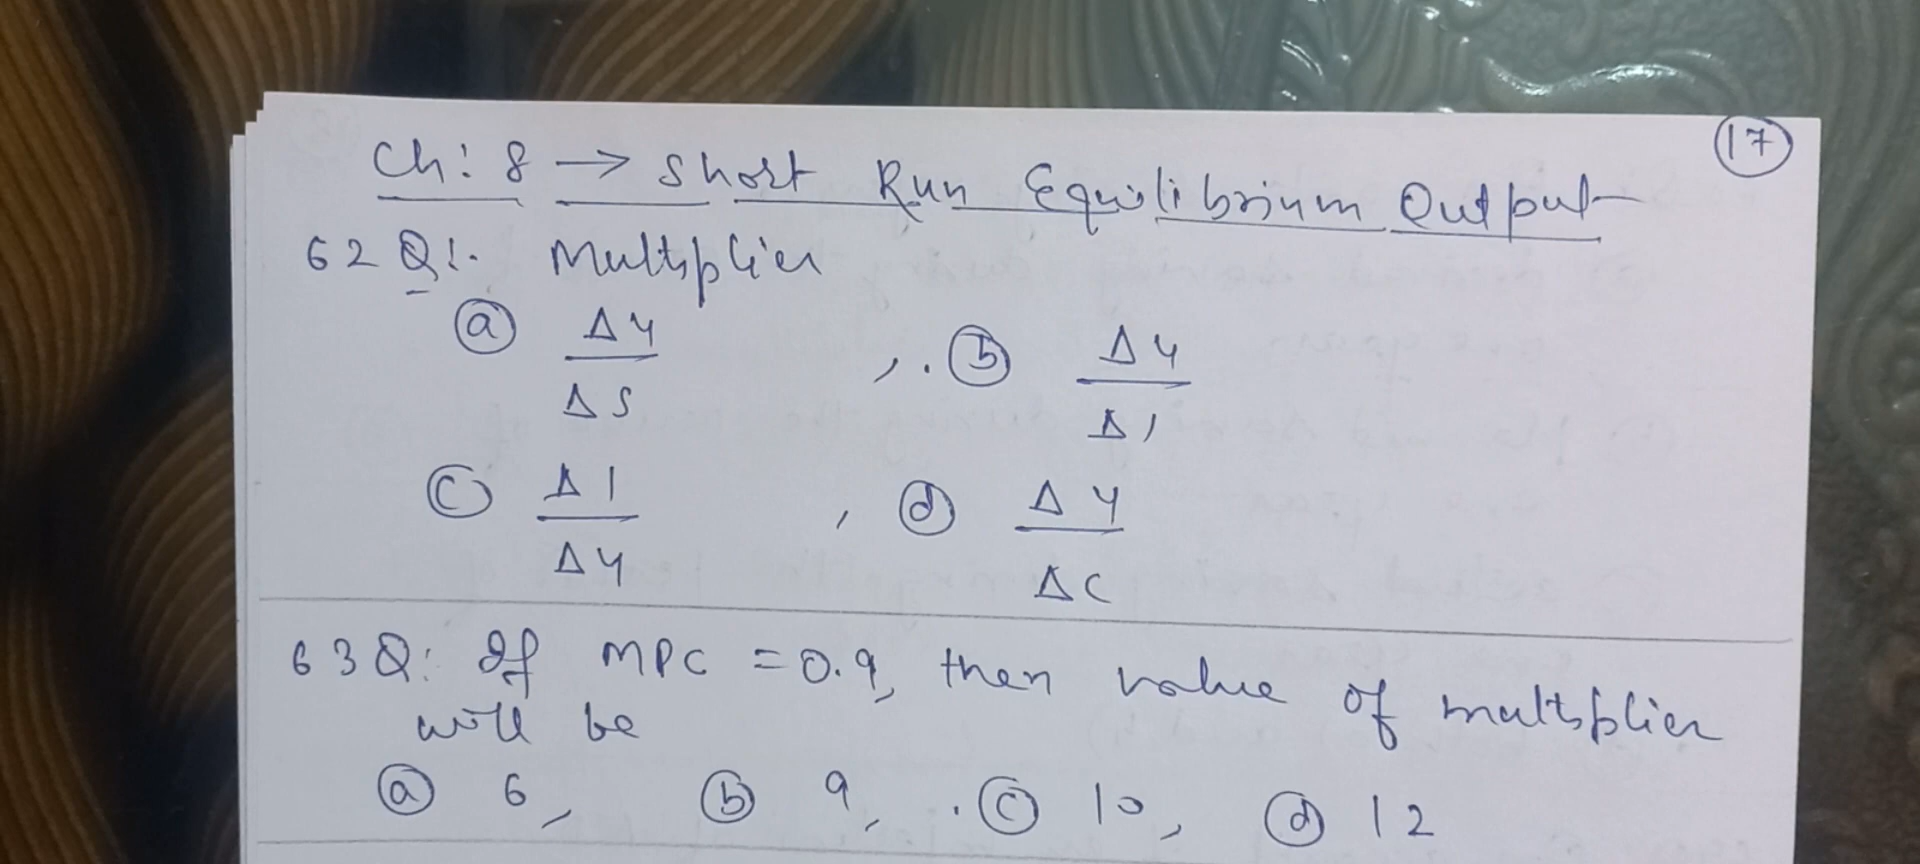 17
Ch: 8 → Short Run Equilibrium Output
62 Q:. Multiplier
(a) ΔY/ΔS , . (b) ΔY/ΔI
(c) ΔI/ΔY , (d) ΔY/ΔC
63 Q: If MPC = 0.9, then value of multiplier
will be
(a) 6, (b) 9, . (c) 10, (d) 12